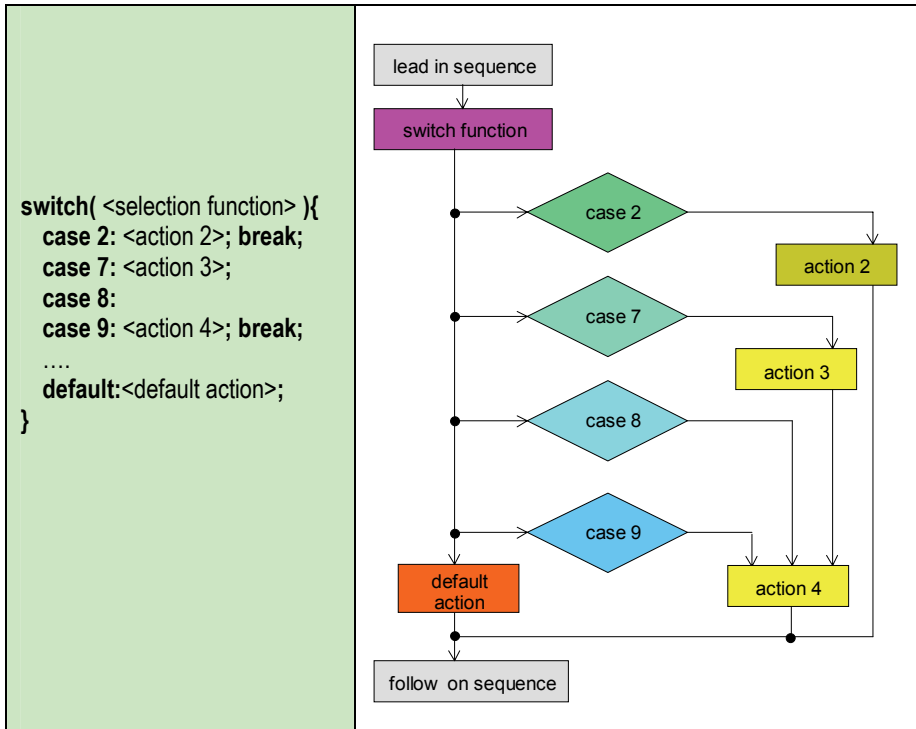 switch( <selection function> ){
case 2: <action 2>; break;
case 7: <action 3>;
case 8:
case 9: <action 4>; break;
….
default:<default action>;
}
lead in sequence
switch function
case 2
action 2
case 7
action 3
case 8
case 9
default
action
action 4
follow on sequence